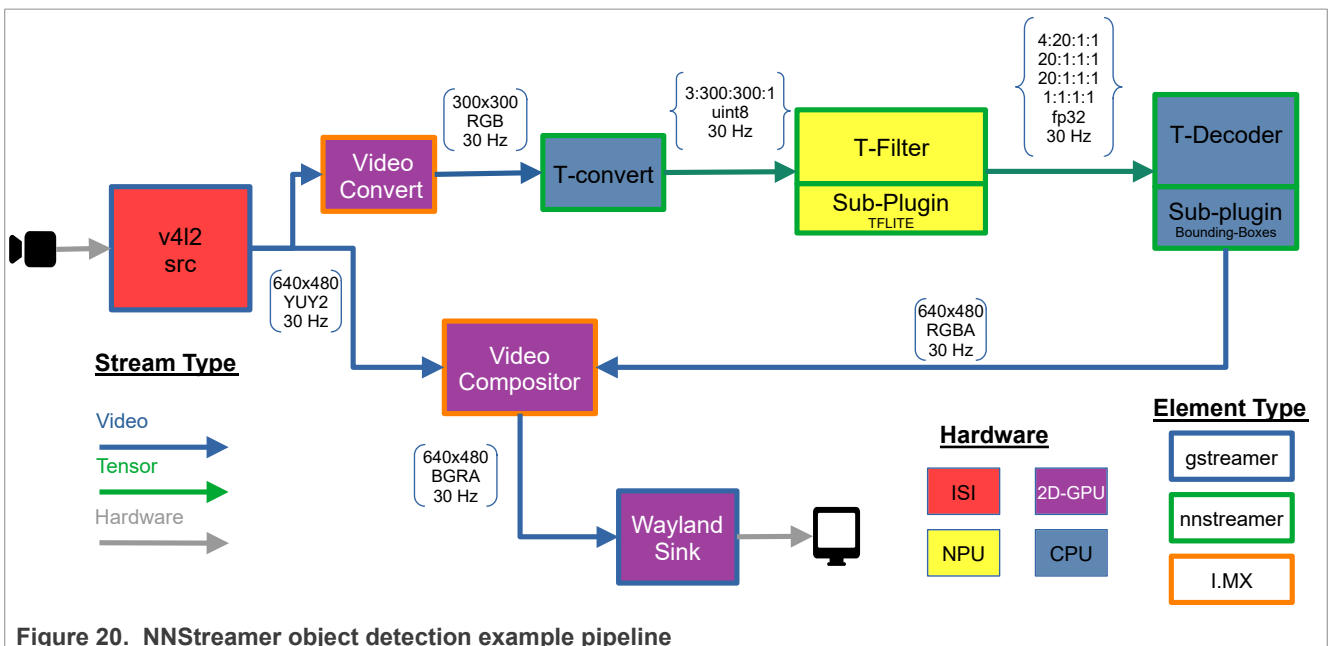 4:20:1:1
20:1:1:1
20:1:1:1
1:1:1:1
fp32
30 Hz
300x300
RGB
30 Hz
3:300:300:1
uint8
30 Hz
Video
Convert
T-convert
T-Filter
Sub-Plugin
TFLITE
T-Decoder
Sub-plugin
Bounding-Boxes
v4l2
src
640x480
YUY2
30 Hz
640x480
RGBA
30 Hz
Video
Compositor
Stream Type
Video
Tensor
Hardware
640x480
BGRA
30 Hz
Wayland
Sink
Hardware
ISI
2D-GPU
NPU
CPU
Element Type
gstreamer
nnstreamer
I.MX
Figure 20. NNStreamer object detection example pipeline